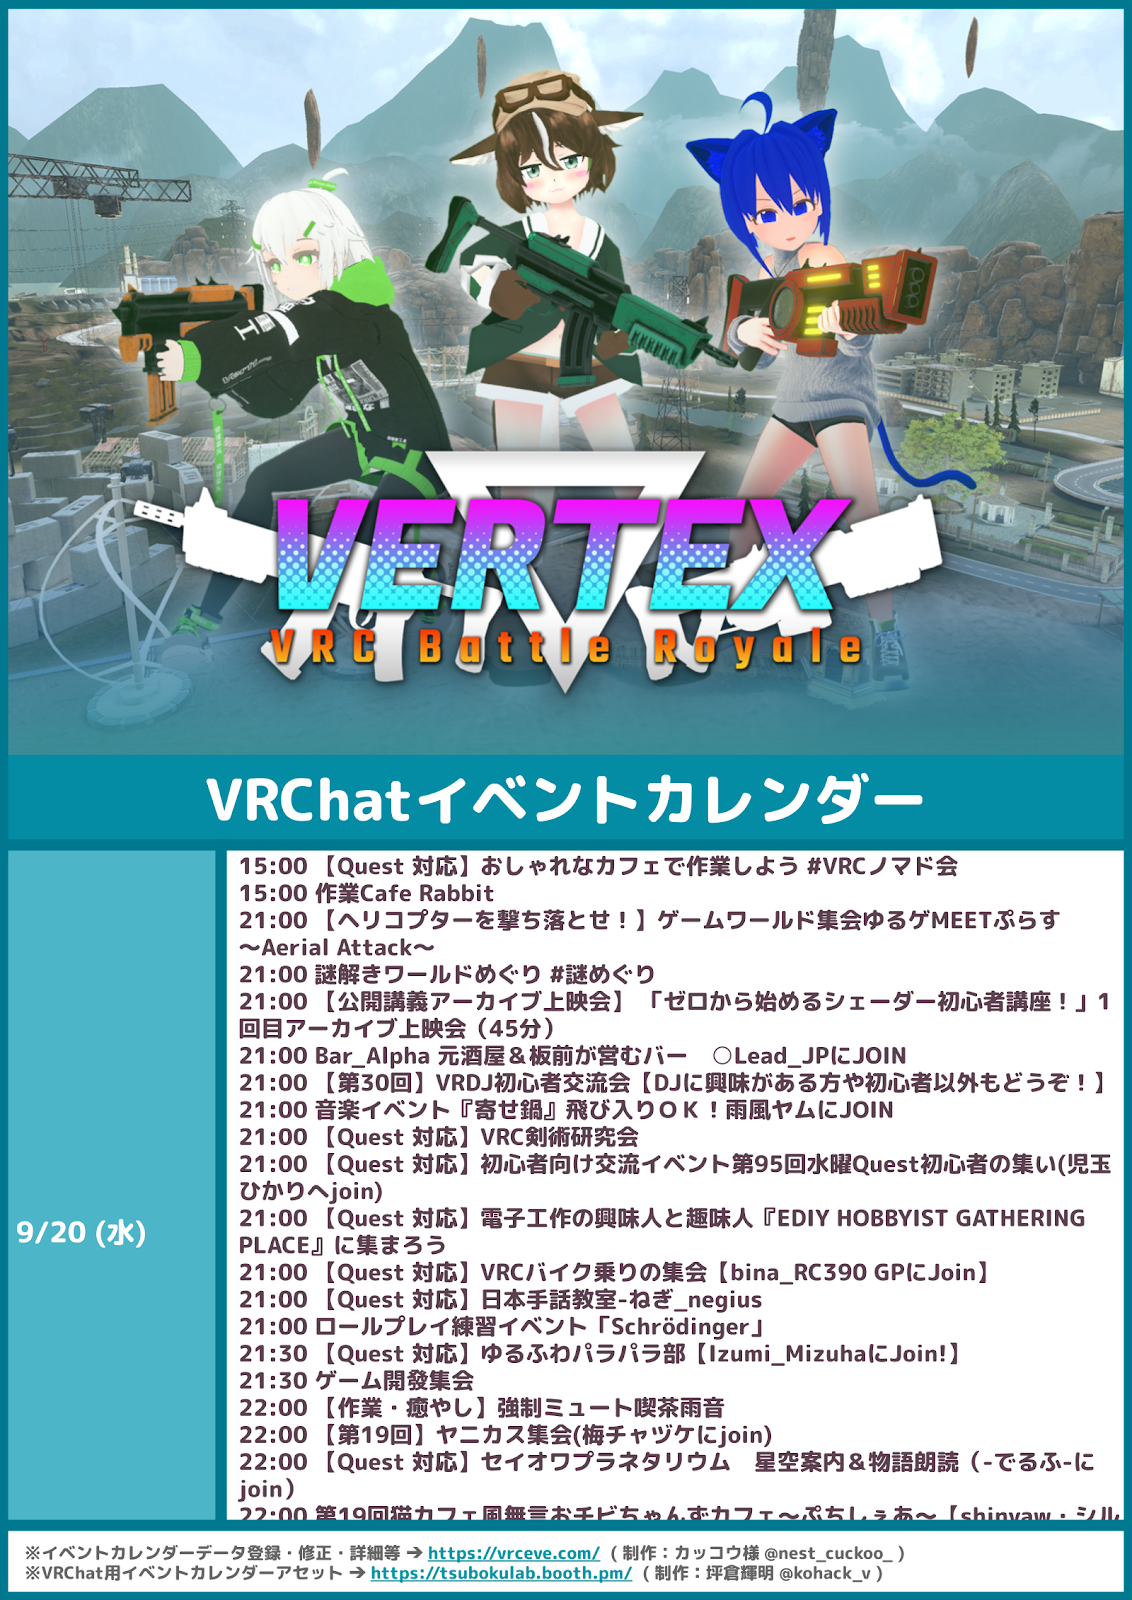 VERTEX
VRC Battle Royale
VRChatイベントカレンダー
9/20 (水)
15:00 【Quest 対応】おしゃれなカフェで作業しよう #VRCノマド会
15:00 作業Cafe Rabbit
21:00 【ヘリコプターを撃ち落とせ！】ゲームワールド集会ゆるゲMEETぷらす
～Aerial Attack～
21:00 謎解きワールドめぐり #謎めぐり
21:00 【公開講義アーカイブ上映会】「ゼロから始めるシェーダー初心者講座！」1
回目アーカイブ上映会（45分）
21:00 Bar_Alpha 元酒屋＆板前が営むバー　○Lead_JPにJOIN
21:00 【第30回】VRDJ初心者交流会【DJに興味がある方や初心者以外もどうぞ！】
21:00 音楽イベント『寄せ鍋』飛び入りＯＫ！雨風ヤムにJOIN
21:00 【Quest 対応】VRC剣術研究会
21:00 【Quest 対応】初心者向け交流イベント第95回水曜Quest初心者の集い(児玉
ひかりへjoin)
21:00 【Quest 対応】電子工作の興味人と趣味人『EDIY HOBBYIST GATHERING
PLACE』に集まろう
21:00 【Quest 対応】VRCバイク乗りの集会【bina_RC390 GPにJoin】
21:00 【Quest 対応】日本手話教室-ねぎ_negius
21:00 ロールプレイ練習イベント「Schrödinger」
21:30 【Quest 対応】ゆるふわパラパラ部【Izumi_MizuhaにJoin!】
21:30 ゲーム開發集会
22:00 【作業・癒やし】強制ミュート喫茶雨音
22:00 【第19回】ヤニカス集会(梅チャヅケにjoin)
22:00 【Quest 対応】セイオワプラネタリウム　星空案内＆物語朗読（-でるふ-に
join）
22:00 第19回猫カフェ風無言おチビちゃんずカフェ～ぷちしぇあ～【shinyaw・シル
※イベントカレンダーデータ登録・修正・詳細等 ➔ https://vrceve.com/ ( 制作：カッコウ様 @nest_cuckoo_ )
※VRChat用イベントカレンダーアセット ➔ https://tsubokulab.booth.pm/ ( 制作：坪倉輝明 @kohack_v )